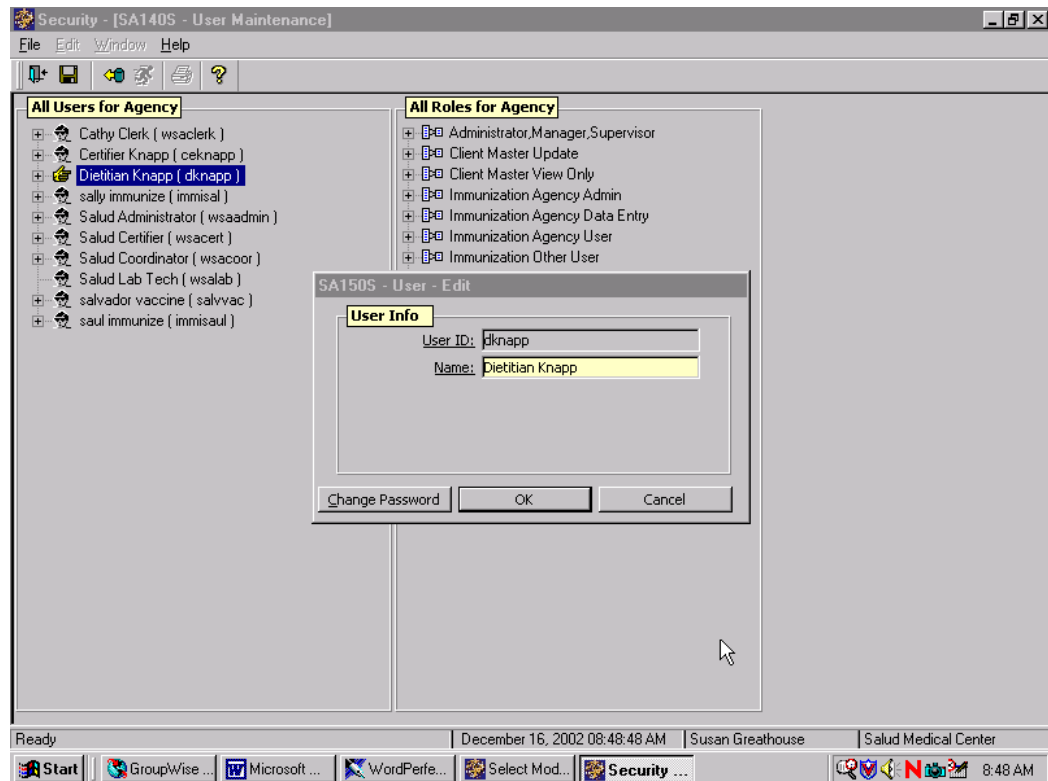 Security - [SA140S - User Maintenance]
File Edit Window Help
All Users for Agency
Cathy Clerk ( wsaclerk )
Certifier Knapp ( ceknapp )
Dietitian Knapp ( dknapp )
sally immunize ( immisal )
Salud Administrator ( wsaadmin )
Salud Certifier ( wsacert )
Salud Coordinator ( wsacoor )
Salud Lab Tech ( wsalab )
salvador vaccine ( salvvac )
saul immunize ( immisaul )
All Roles for Agency
Administrator,Manager,Supervisor
Client Master Update
Client Master View Only
Immunization Agency Admin
Immunization Agency Data Entry
Immunization Agency User
Immunization Other User
SA150S - User - Edit
User Info
User ID: dknapp
Name: Dietitian Knapp
Change Password OK Cancel
Ready December 16, 2002 08:48:48 AM Susan Greathouse Salud Medical Center
Start GroupWise ... Microsoft ... WordPerfe... Select Mod... Security ... 8:48 AM